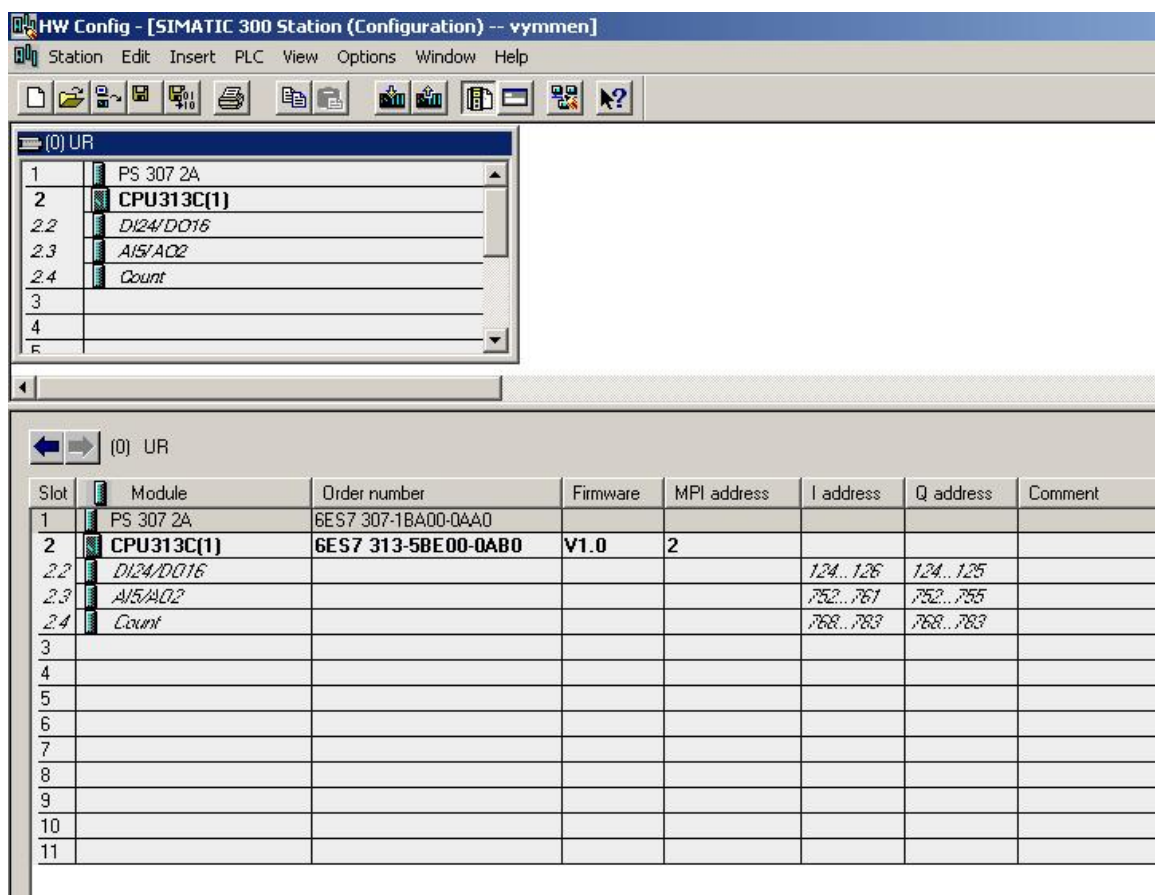 HW Config - [SIMATIC 300 Station (Configuration) -- vymmen]
Station Edit Insert PLC View Options Window Help
(0) UR
1 PS 307 2A
2 CPU313C(1)
2.2 DI24/DO16
2.3 AI5/AO2
2.4 Count
3
4
5
(0) UR
Slot Module Order number Firmware MPI address I address Q address Comment
1 PS 307 2A 6ES7 307-1BA00-0AA0
2 CPU313C(1) 6ES7 313-5BE00-0AB0 V1.0 2
2.2 DI24/DO16 124...126 124...125
2.3 AI5/AO2 752...761 752...755
2.4 Count 768...783 768...783
3
4
5
6
7
8
9
10
11